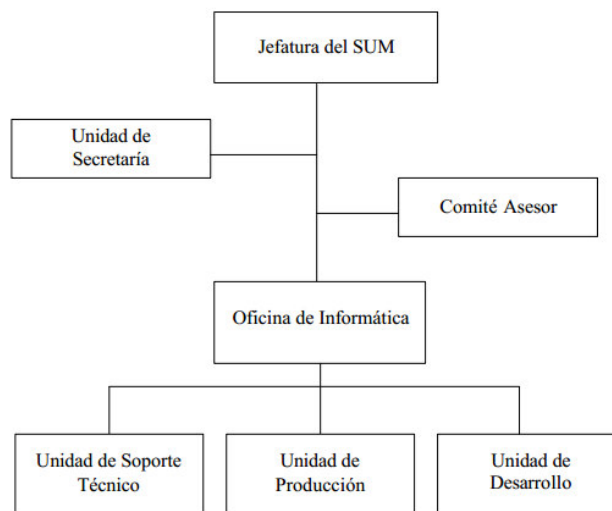 Jefatura del SUM
Unidad de
Secretaría
Comité Asesor
Oficina de Informática
Unidad de Soporte
Técnico
Unidad de
Producción
Unidad de
Desarrollo